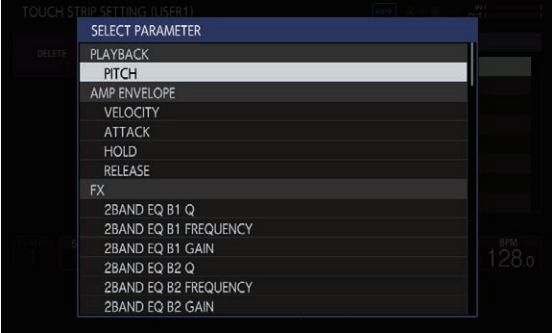 TOUCH STRIP SETTING (USER1)
SELECT PARAMETER
DELETE
PLAYBACK
PITCH
AMP ENVELOPE
VELOCITY
ATTACK
HOLD
RELEASE
FX
2BAND EQ B1 Q
2BAND EQ B1 FREQUENCY
2BAND EQ B1 GAIN
2BAND EQ B2 Q
2BAND EQ B2 FREQUENCY
2BAND EQ B2 GAIN
BPM
128.0